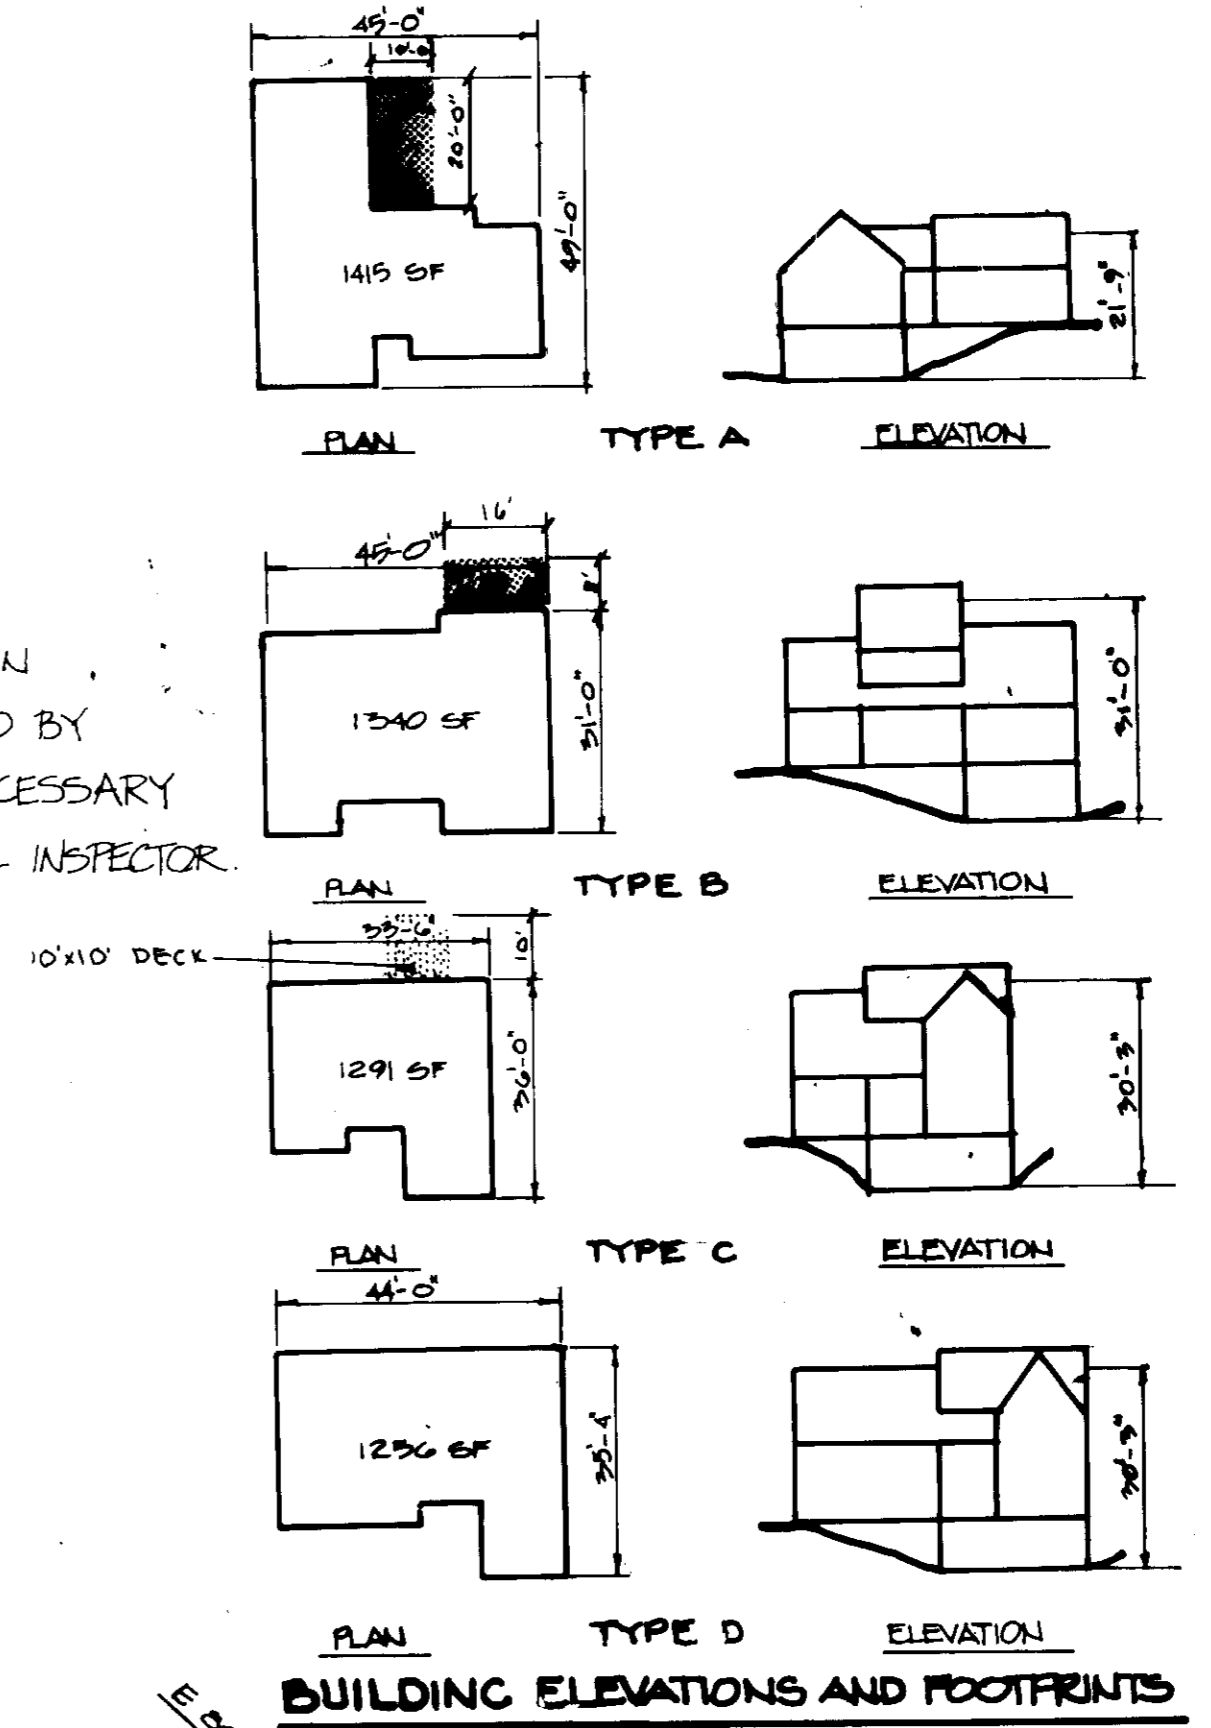 45'-0"
10'-0
20'-0"
49'-0"
1415 SF
21'-9"
PLAN TYPE A ELEVATION
16'
45'-0"
8'
31'-0"
1340 SF
31'-0"
N
BY
CESSARY
INSPECTOR.
PLAN TYPE B ELEVATION
33'-6"
10'
10'x10' DECK
1291 SF
36'-0"
30'-3"
PLAN TYPE C ELEVATION
44'-0"
35'-4"
30'-3"
PLAN TYPE D ELEVATION
BUILDING ELEVATIONS AND FOOTPRINTS